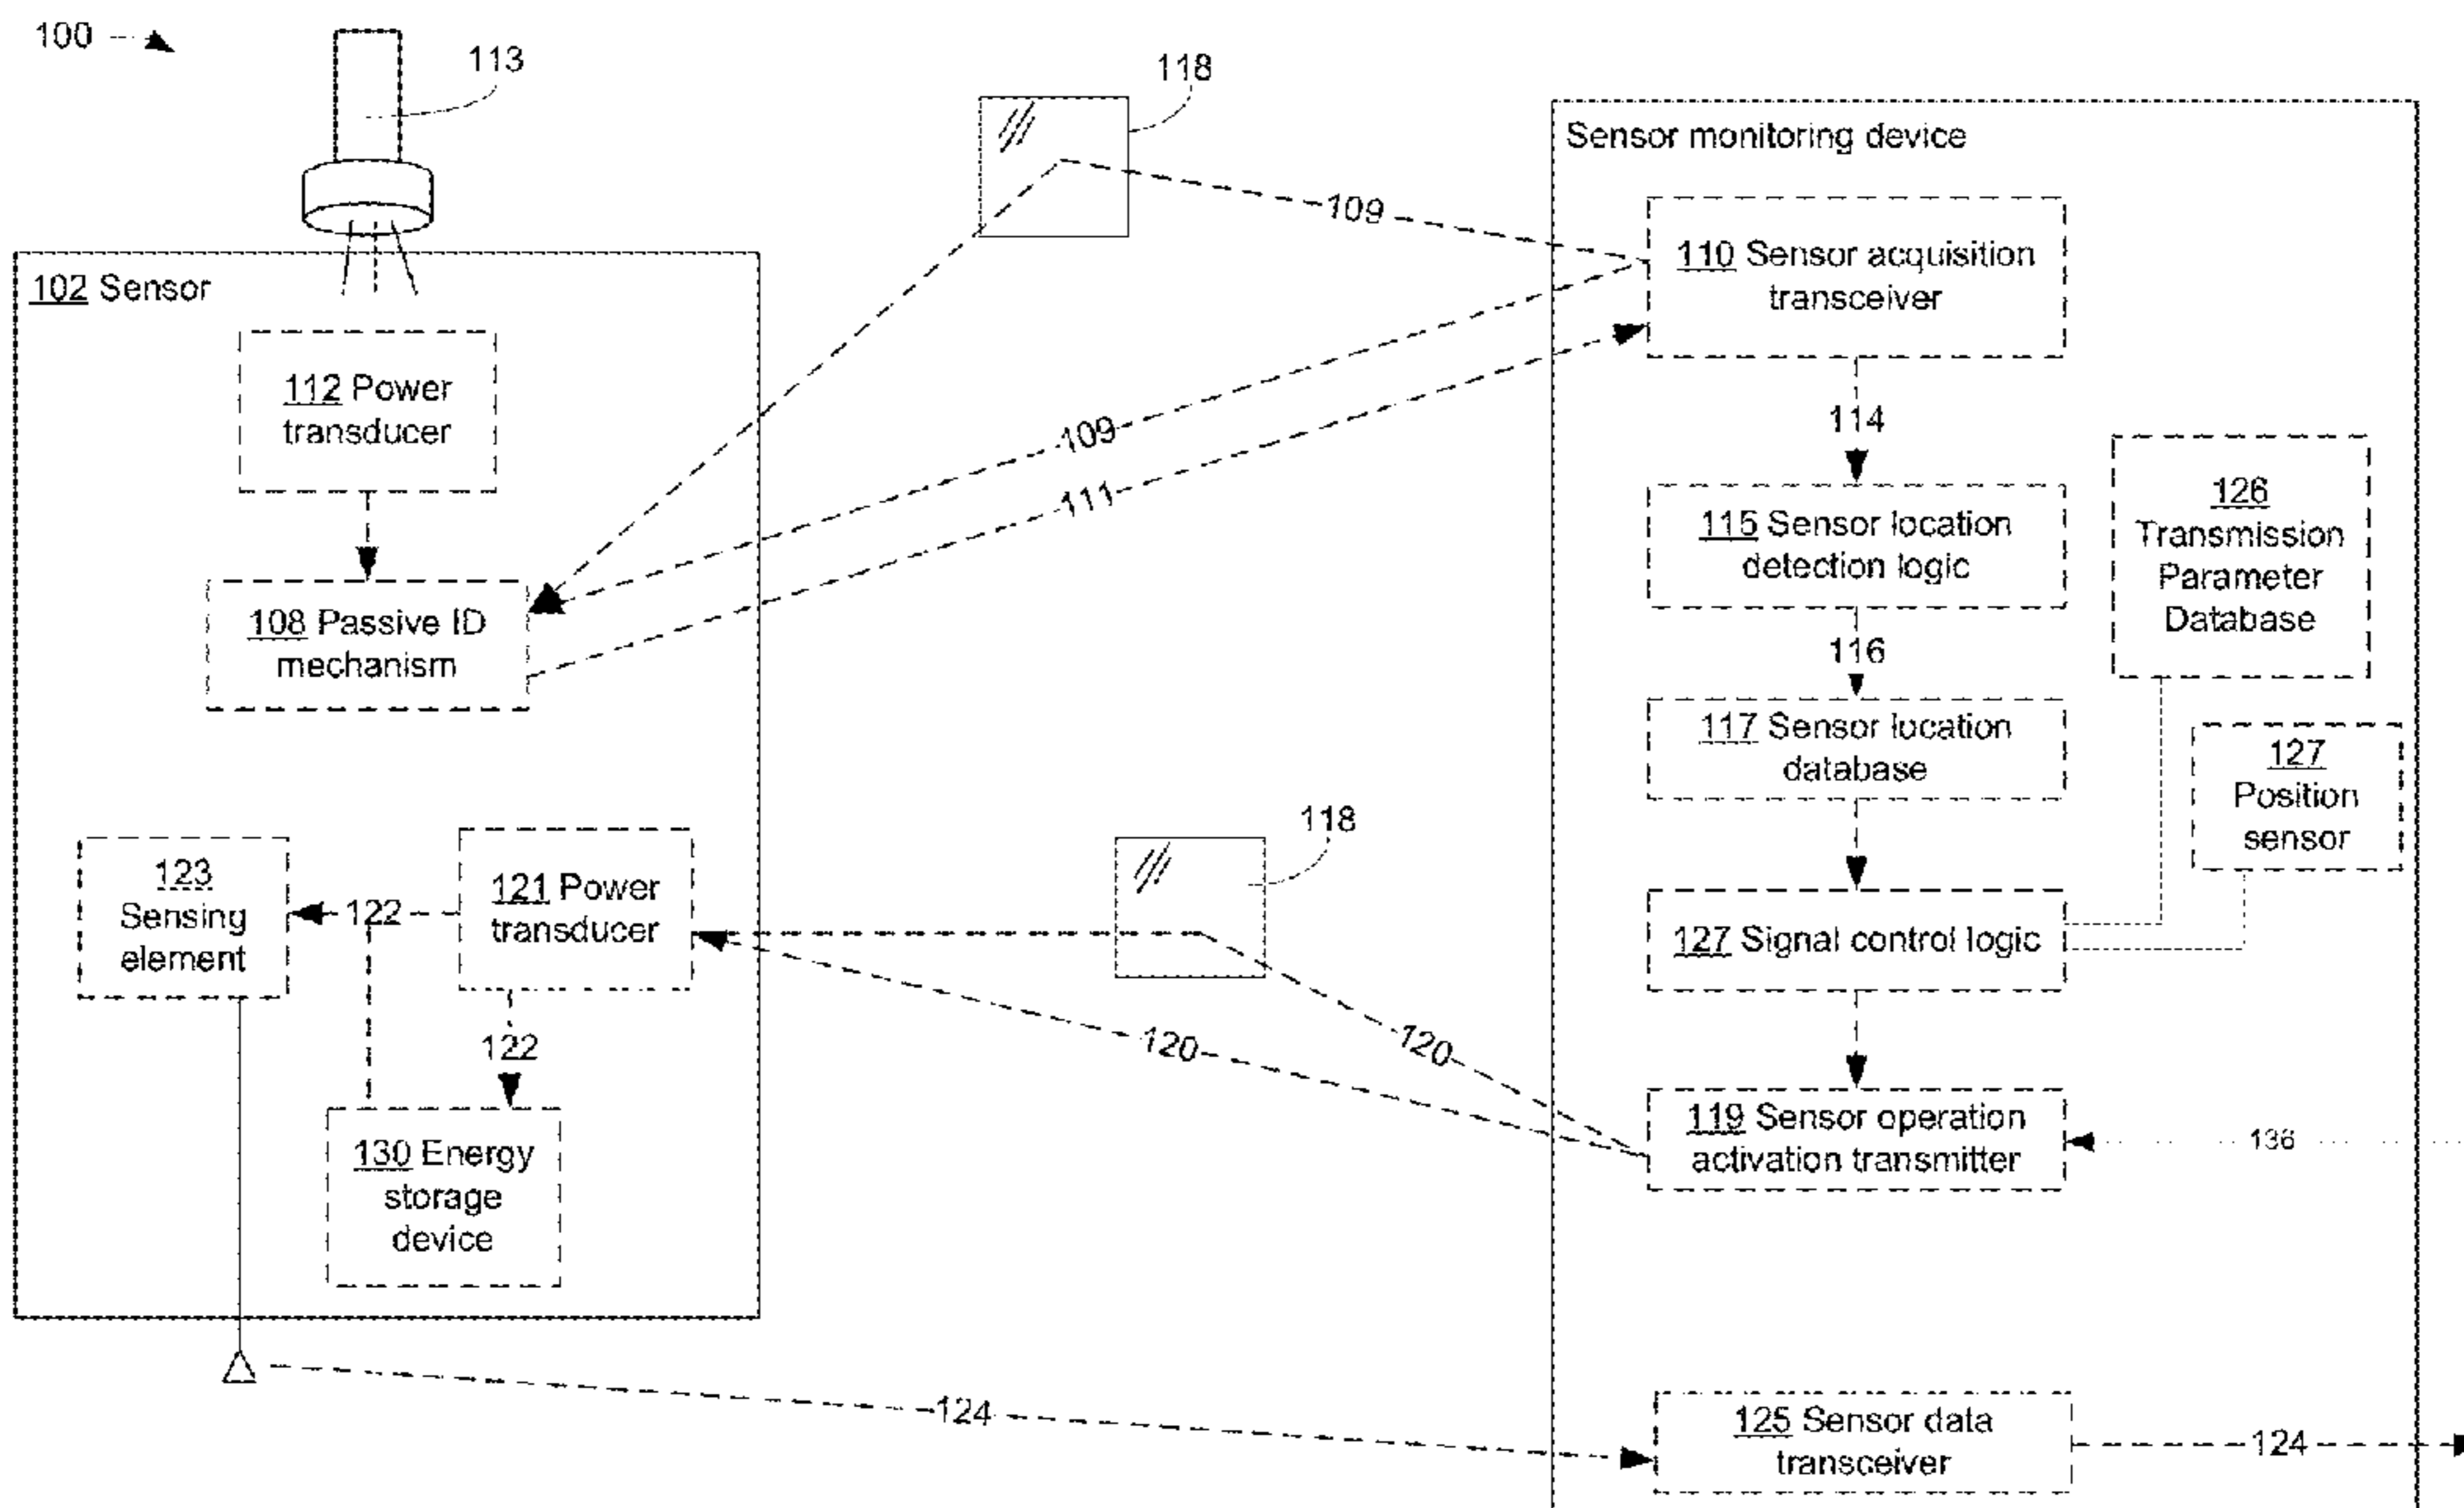 100
113
118
Sensor monitoring device
109
110 Sensor acquisition
transceiver
102 Sensor
112 Power
transducer
109
111
114
115 Sensor location
detection logic
126
Transmission
Parameter
Database
108 Passive ID
mechanism
116
117 Sensor location
database
127
Position
sensor
118
123
Sensing
element
122
121 Power
transducer
127 Signal control logic
122
120
120
130 Energy
storage
device
119 Sensor operation
activation transmitter
136
124
125 Sensor data
transceiver
124